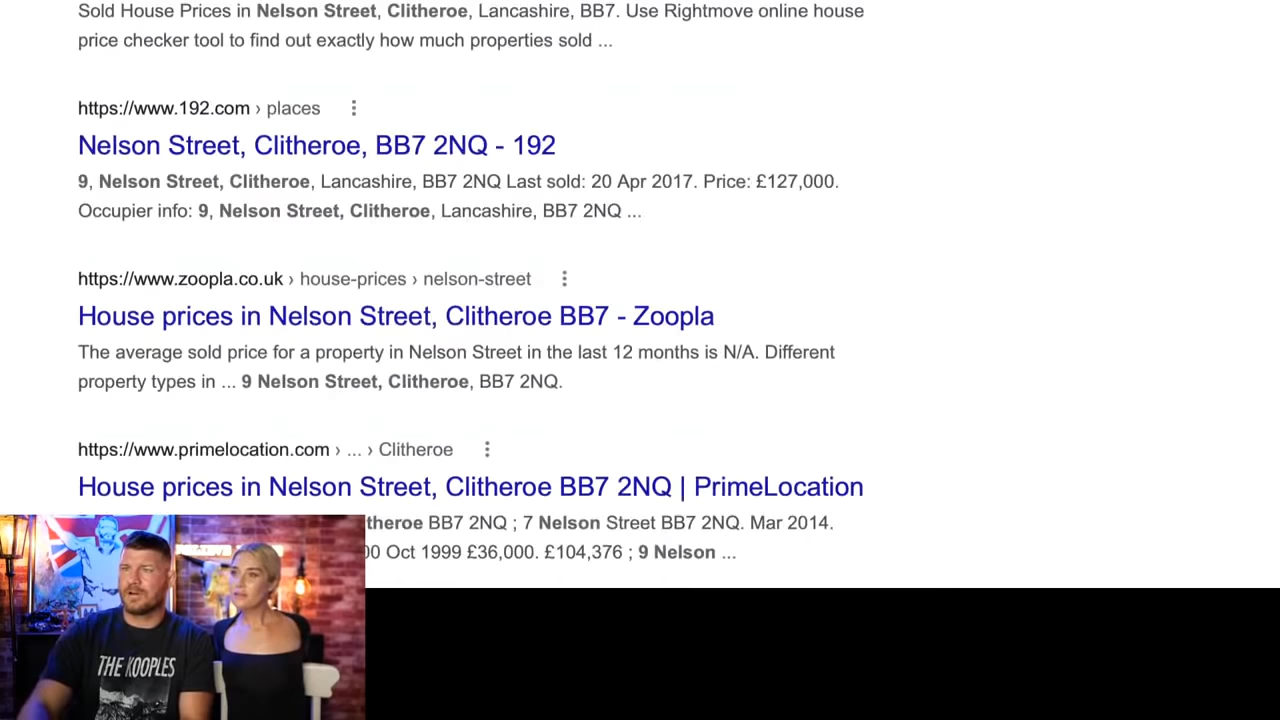 Sold House Prices in Nelson Street, Clitheroe, Lancashire, BB7. Use Rightmove online house
price checker tool to find out exactly how much properties sold ...
https://www.192.com › places
Nelson Street, Clitheroe, BB7 2NQ - 192
9, Nelson Street, Clitheroe, Lancashire, BB7 2NQ Last sold: 20 Apr 2017. Price: £127,000.
Occupier info: 9, Nelson Street, Clitheroe, Lancashire, BB7 2NQ ...
https://www.zoopla.co.uk › house-prices › nelson-street
House prices in Nelson Street, Clitheroe BB7 - Zoopla
The average sold price for a property in Nelson Street in the last 12 months is N/A. Different
property types in ... 9 Nelson Street, Clitheroe, BB7 2NQ.
https://www.primelocation.com › ... › Clitheroe
House prices in Nelson Street, Clitheroe BB7 2NQ | PrimeLocation
theroe BB7 2NQ ; 7 Nelson Street BB7 2NQ. Mar 2014.
00 Oct 1999 £36,000. £104,376 ; 9 Nelson ...
THE KOOPLES